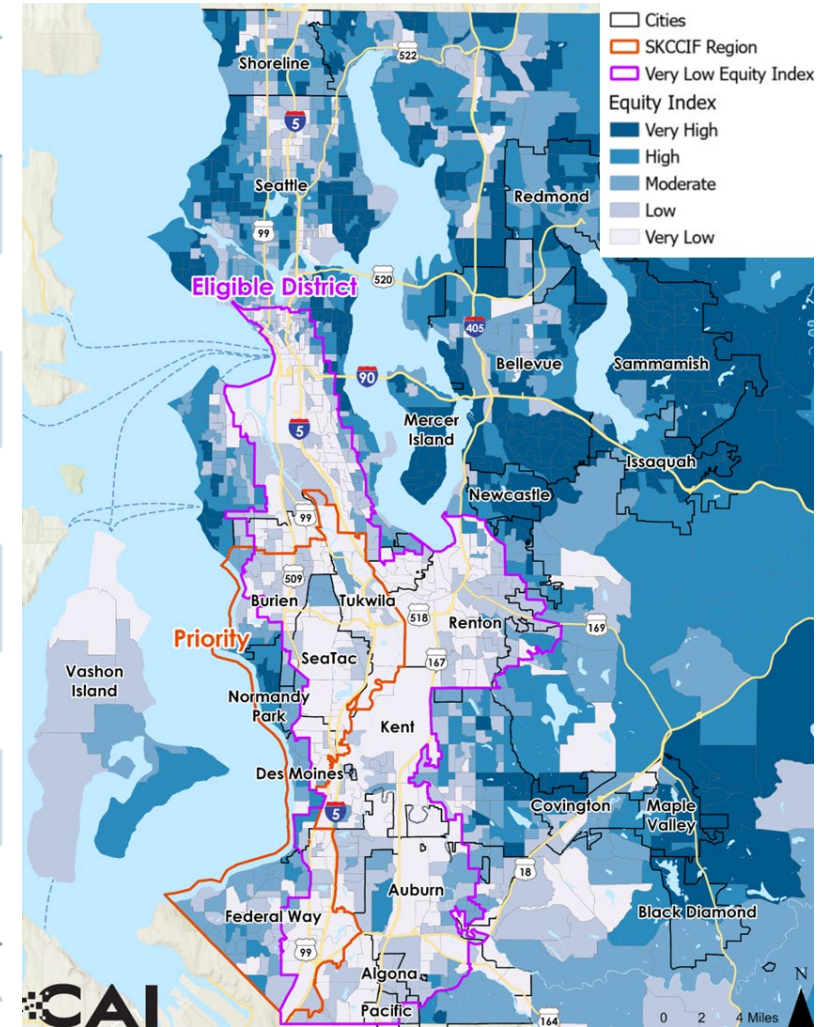 Cities
SKCCIF Region
Very Low Equity Index
Equity Index
Very High
High
Moderate
Low
Very Low
522
Shoreline
5
Seattle
Redmond
99
Eligible District
520
405
Bellevue
Sammamish
90
5
Mercer
Island
Issaquah
Newcastle
99
509
Burien
Tukwila
518
Renton
169
Priority
SeaTac
167
Vashon
Island
Normandy
Park
Kent
Des Moines
5
Covington
Maple
Valley
18
Auburn
Federal Way
Black Diamond
99
Algona
Pacific
164
CAI
N
0 2 4 Miles